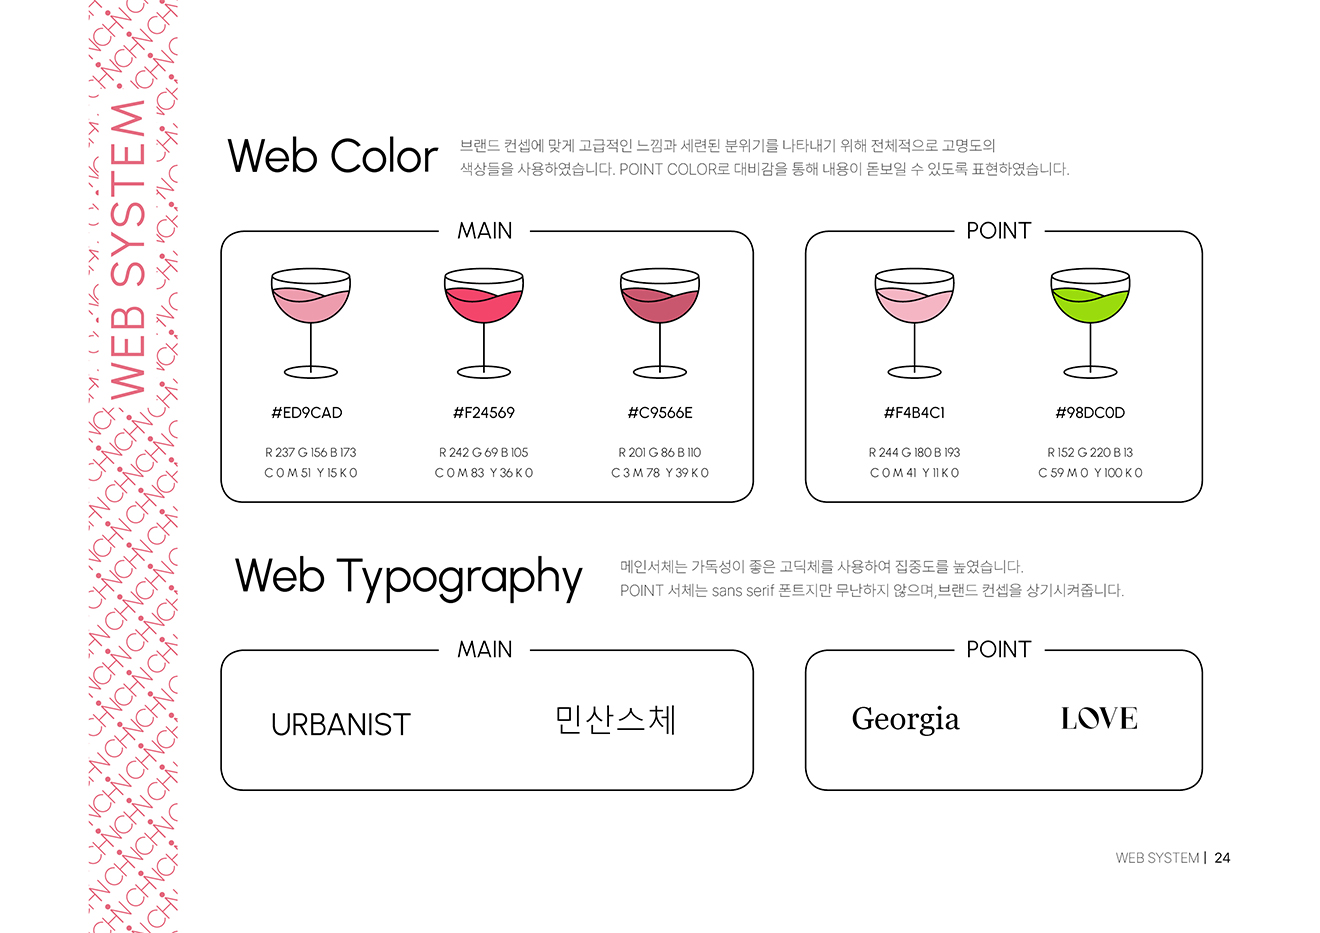 WEB SYSTEM
Web Color
브랜드 컨셉에 맞게 고급적인 느낌과 세련된 분위기를 나타내기 위해 전체적으로 고명도의
색상들을 사용하였습니다. POINT COLOR로 대비감을 통해 내용이 돋보일 수 있도록 표현하였습니다.
MAIN
#ED9CAD
R 237 G 156 B 173
C 0 M 51 Y 15 K 0
#F24569
R 242 G 69 B 105
C 0 M 83 Y 36 K 0
#C9566E
R 201 G 86 B 110
C 3 M 78 Y 39 K 0
POINT
#F4B4C1
R 244 G 180 B 193
C 0 M 41 Y 11 K 0
#98DC0D
R 152 G 220 B 13
C 59 M 0 Y 100 K 0
Web Typography
메인서체는 가독성이 좋은 고딕체를 사용하여 집중도를 높였습니다.
POINT 서체는 sans serif 폰트지만 무난하지 않으며,브랜드 컨셉을 상기시켜줍니다.
MAIN
URBANIST
민산스체
POINT
Georgia
LOVE
WEB SYSTEM | 24